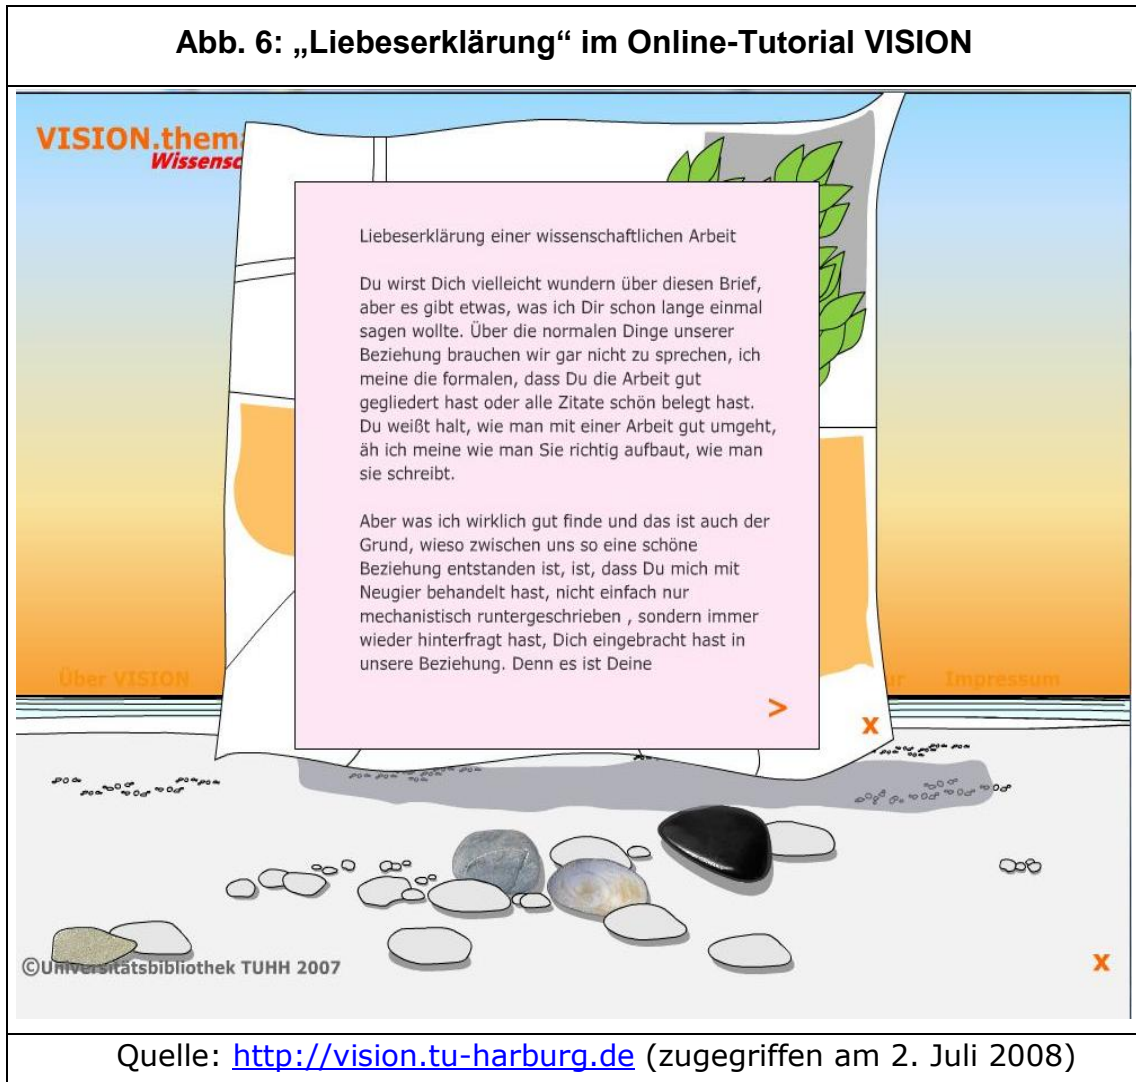 Abb. 6: „Liebeserklärung“ im Online-Tutorial VISION
VISION.thema
Wissensc
Liebeserklärung einer wissenschaftlichen Arbeit
Du wirst Dich vielleicht wundern über diesen Brief,
aber es gibt etwas, was ich Dir schon lange einmal
sagen wollte. Über die normalen Dinge unserer
Beziehung brauchen wir gar nicht zu sprechen, ich
meine die formalen, dass Du die Arbeit gut
gegliedert hast oder alle Zitate schön belegt hast.
Du weißt halt, wie man mit einer Arbeit gut umgeht,
äh ich meine wie man Sie richtig aufbaut, wie man
sie schreibt.
Aber was ich wirklich gut finde und das ist auch der
Grund, wieso zwischen uns so eine schöne
Beziehung entstanden ist, ist, dass Du mich mit
Neugier behandelt hast, nicht einfach nur
mechanistisch runtergeschrieben , sondern immer
wieder hinterfragt hast, Dich eingebracht hast in
unsere Beziehung. Denn es ist Deine
>
x
Über VISION
ur Impressum
©Universitätsbibliothek TUHH 2007
x
Quelle: http://vision.tu-harburg.de (zugegriffen am 2. Juli 2008)